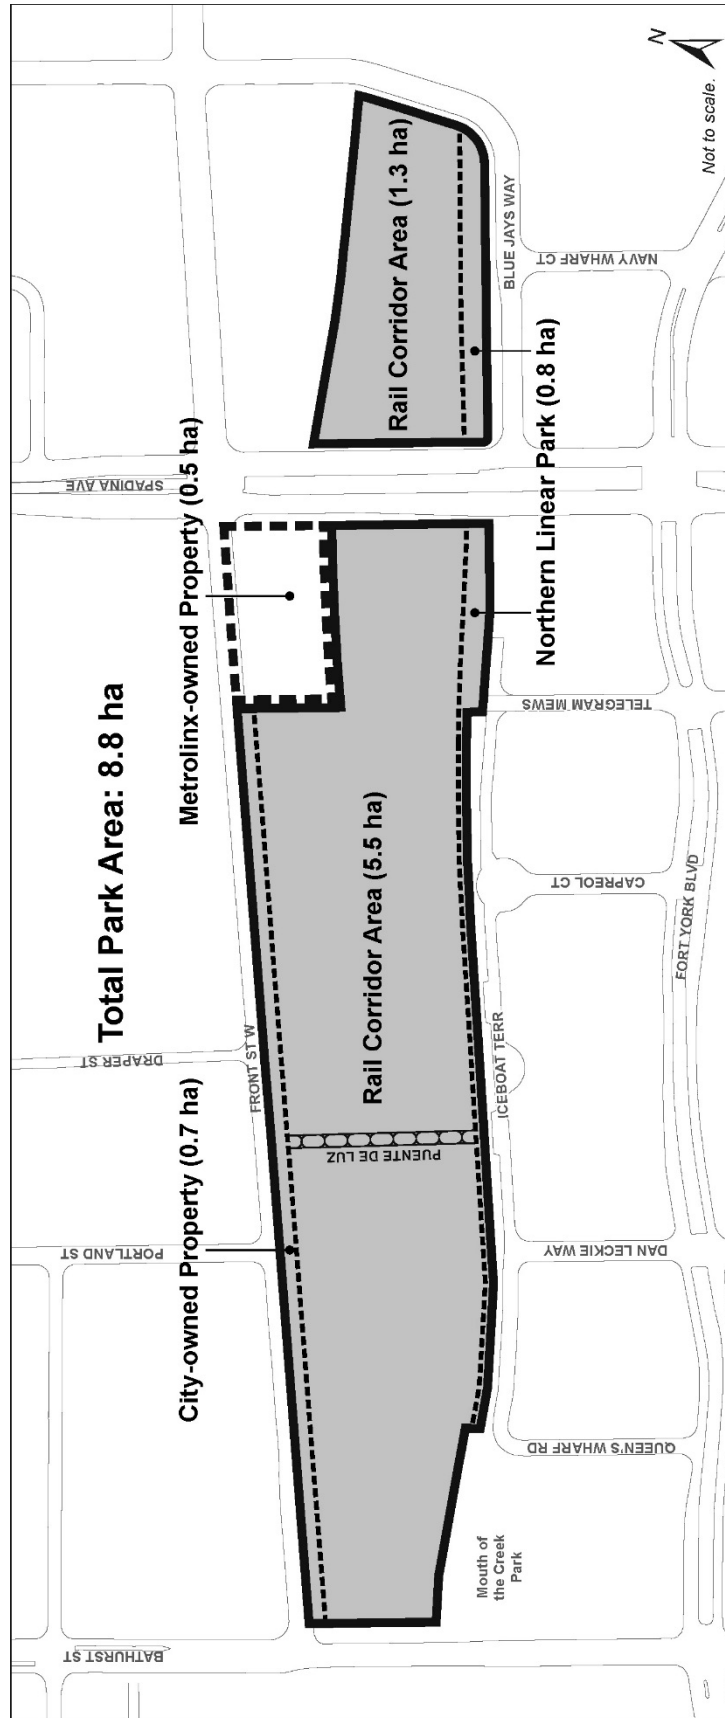 Total Park Area: 8.8 ha
City-owned Property (0.7 ha)
Metrolinx-owned Property (0.5 ha)
Rail Corridor Area (5.5 ha)
Rail Corridor Area (1.3 ha)
Northern Linear Park (0.8 ha)
BATHURST ST
PORTLAND ST
DRAPER ST
SPADINA AVE
FRONT ST W
PUENTE DE LUZ
ICEBOAT TERR
BLUE JAYS WAY
Mouth of
the Creek
Park
QUEEN'S WHARF RD
DAN LECKIE WAY
CAPREOL CT
TELEGRAM MEWS
NAVY WHARF CT
FORT YORK BLVD
N
Not to scale.